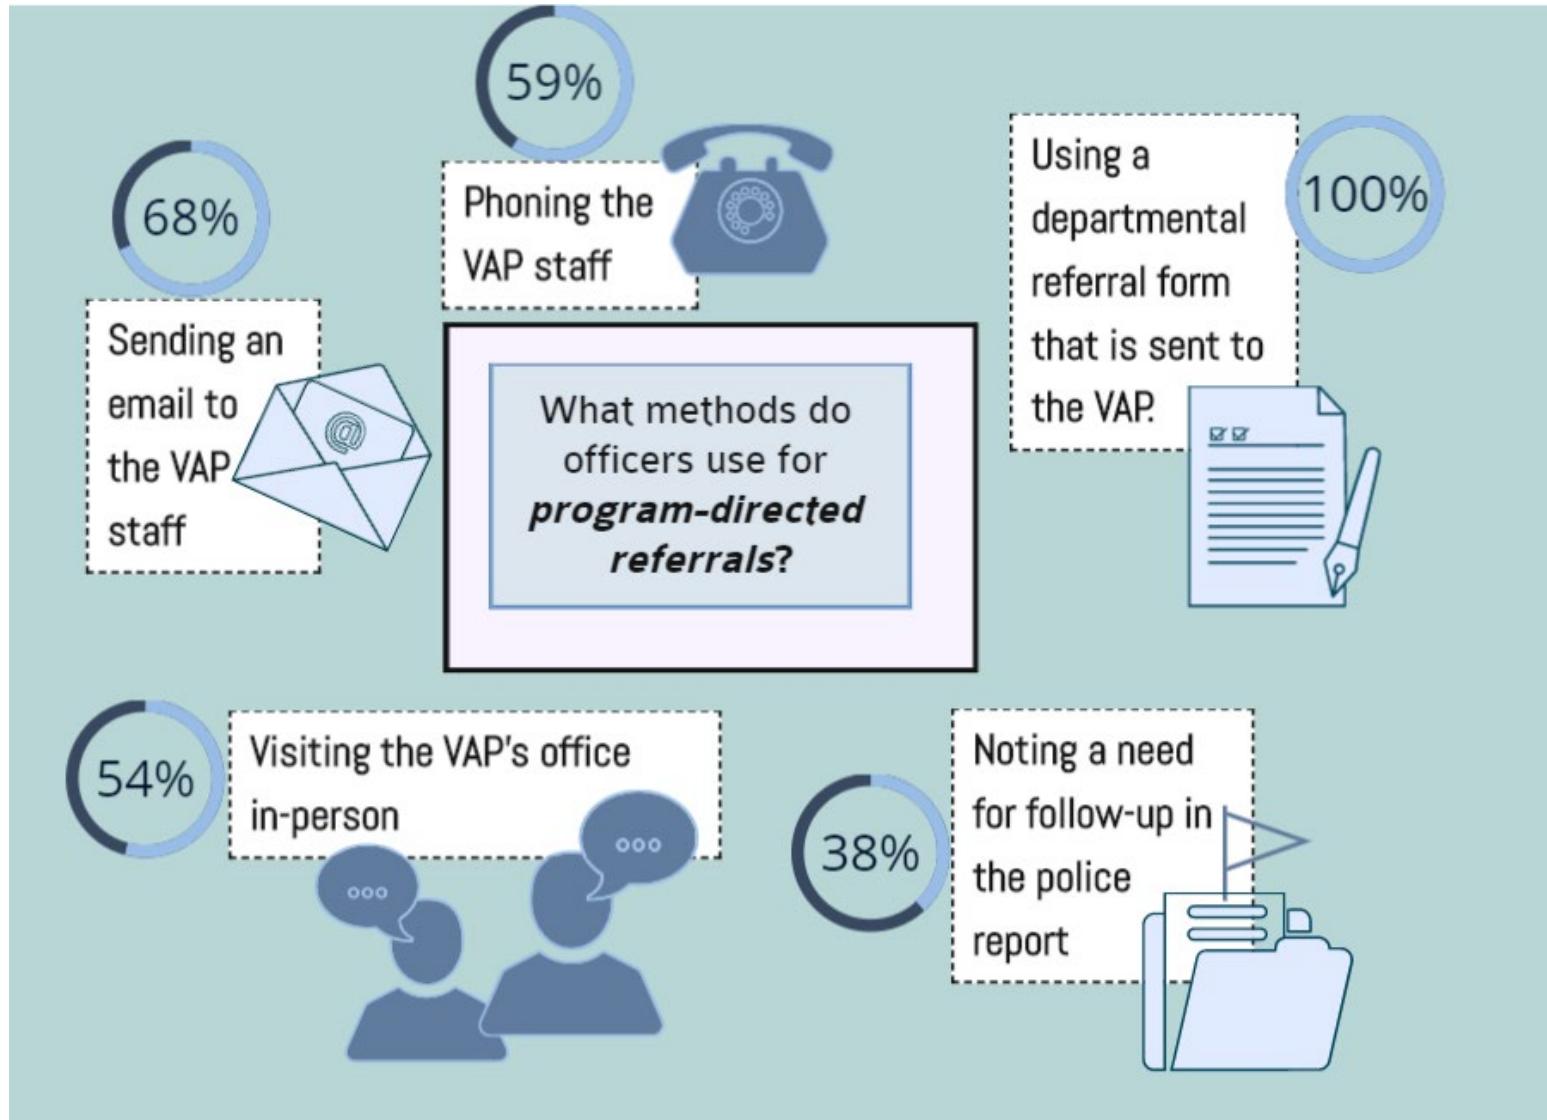 59%
Phoning the
VAP staff
68%
Sending an
email to
the VAP
staff
@
Using a
departmental
referral form
that is sent to
the VAP.
100%
What methods do
officers use for
program-directed
referrals?
54%
Visiting the VAP's office
in-person
38%
Noting a need
for follow-up in
the police
report